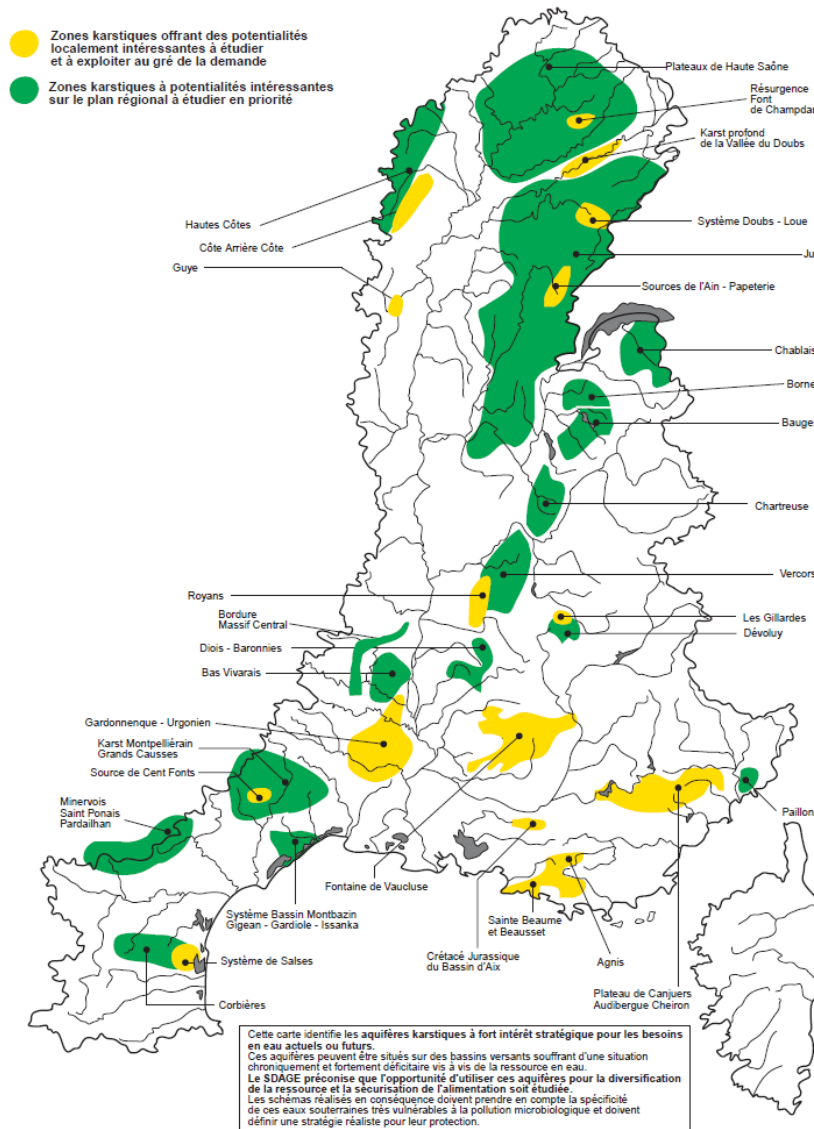 Zones karstiques offrant des potentialités
localement intéressantes à étudier
et à exploiter au gré de la demande
Zones karstiques à potentialités intéressantes
sur le plan régional à étudier en priorité
Plateaux de Haute Saône
Résurgence
Font
de Champdam
Karst profond
de la Vallée du Doubs
Hautes Côtes
Côte Arrière Côte
Système Doubs - Loue
Ju
Guye
Sources de l'Ain - Papeterie
Chablais
Borne
Bauge
Chartreuse
Vercors
Royans
Les Gillardes
Bordure
Massif Central
Dévoluy
Diois - Baronnies
Bas Vivarais
Gardonnenque - Urgonien
Karst Montpelliérain
Grands Causses
Source de Cent Fonts
Minervois
Saint Ponais
Pardailhan
Paillon
Fontaine de Vaucluse
Système Bassin Montbazin
Gigean - Gardiole - Issanka
Sainte Beaume
et Beausset
Système de Salses
Crétacé Jurassique
du Bassin d'Aix
Agnis
Plateau de Canjuers
Audibergue Cheiron
Corbières
Cette carte identifie les aquifères karstiques à fort intérêt stratégique pour les besoins
en eau actuels ou futurs.
Ces aquifères peuvent être situés sur des bassins versants souffrant d'une situation
chroniquement et fortement déficitaire vis à vis de la ressource en eau.
Le SDAGE préconise que l'opportunité d'utiliser ces aquifères pour la diversification
de la ressource et la sécurisation de l'alimentation soit étudiée.
Les schémas réalisés en conséquence doivent prendre en compte la spécificité
de ces eaux souterraines très vulnérables à la pollution microbiologique et doivent
définir une stratégie réaliste pour leur protection.